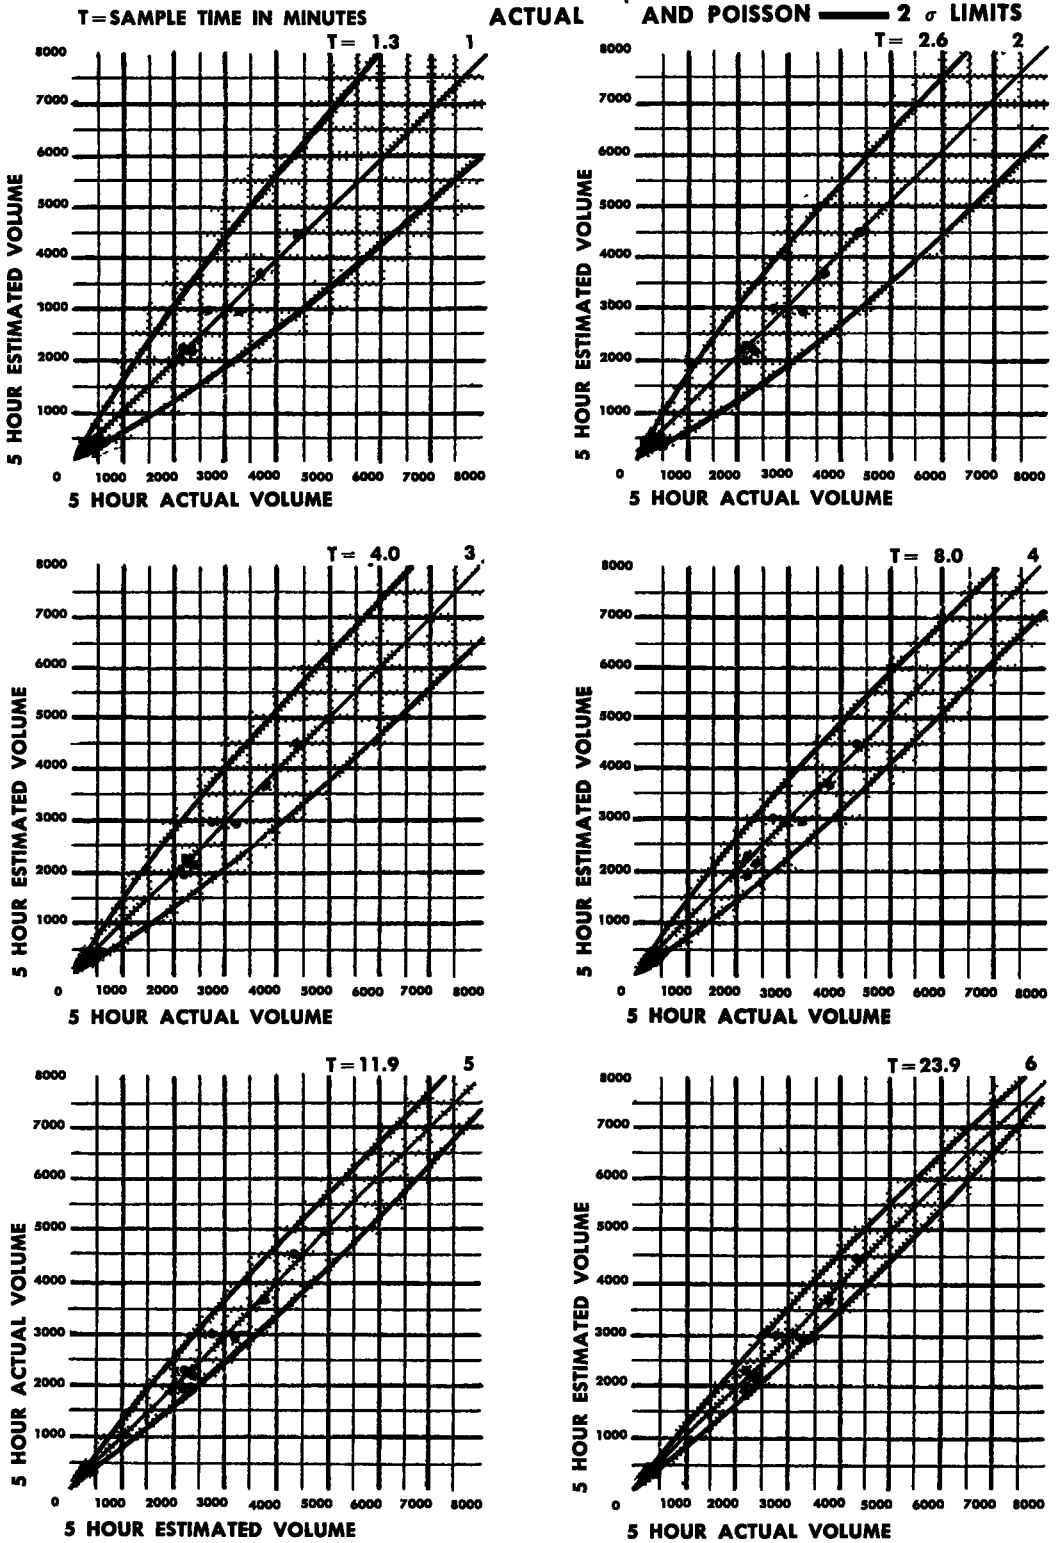 T=SAMPLE TIME IN MINUTES ACTUAL AND POISSON 2 σ LIMITS
T= 1.3 1
8000
7000
6000
5000
4000
3000
2000
1000
0 1000 2000 3000 4000 5000 6000 7000 8000
5 HOUR ESTIMATED VOLUME
5 HOUR ACTUAL VOLUME
T= 2.6 2
8000
7000
6000
5000
4000
3000
2000
1000
0 1000 2000 3000 4000 5000 6000 7000 8000
5 HOUR ESTIMATED VOLUME
5 HOUR ACTUAL VOLUME
T= 4.0 3
8000
7000
6000
5000
4000
3000
2000
1000
0 1000 2000 3000 4000 5000 6000 7000 8000
5 HOUR ESTIMATED VOLUME
5 HOUR ACTUAL VOLUME
T= 8.0 4
8000
7000
6000
5000
4000
3000
2000
1000
0 1000 2000 3000 4000 5000 6000 7000 8000
5 HOUR ESTIMATED VOLUME
5 HOUR ACTUAL VOLUME
T=11.9 5
8000
7000
6000
5000
4000
3000
2000
1000
0 1000 2000 3000 4000 5000 6000 7000 8000
5 HOUR ACTUAL VOLUME
5 HOUR ESTIMATED VOLUME
T=23.9 6
8000
7000
6000
5000
4000
3000
2000
1000
0 1000 2000 3000 4000 5000 6000 7000 8000
5 HOUR ESTIMATED VOLUME
5 HOUR ACTUAL VOLUME